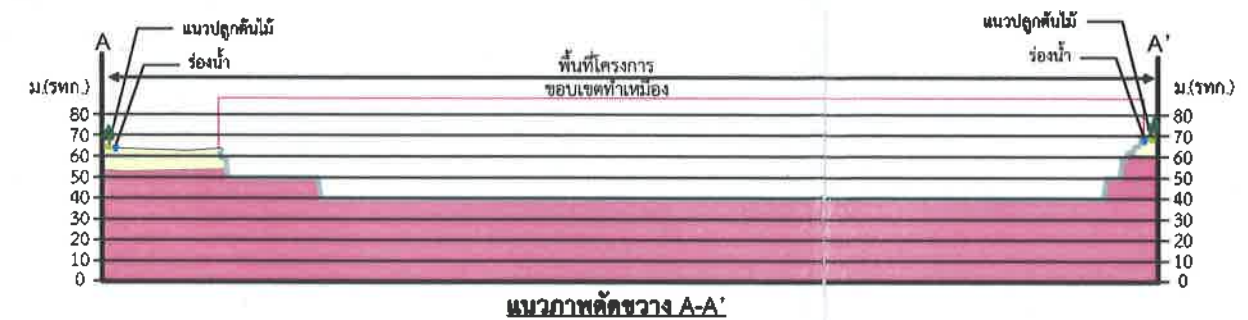 แนวปลูกต้นไม้
แนวปลูกต้นไม้
A
A'
ร่องน้ำ
ร่องน้ำ
พื้นที่โครงการ
ม.(รทก.)
ขอบเขตทำเหมือง
ม.(รทก.)
80
80
70
70
60
60
50
50
40
40
30
30
20
20
10
10
0
0
แนวภาพตัดขวาง A-A'